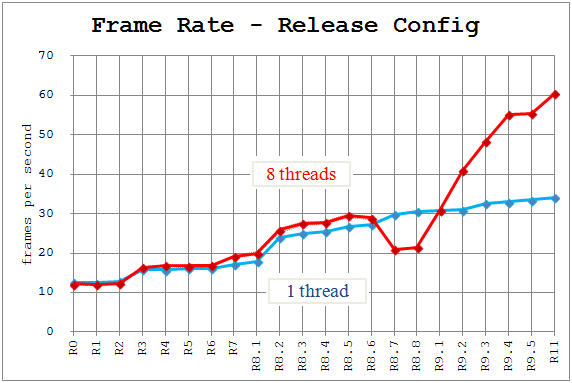 Frame Rate - Release Config
frames per second
70
60
50
40
30
20
10
0
8 threads
1 thread
R0
R1
R2
R3
R4
R5
R6
R7
R8.1
R8.2
R8.3
R8.4
R8.5
R8.6
R8.7
R8.8
R9.1
R9.2
R9.3
R9.4
R9.5
R11